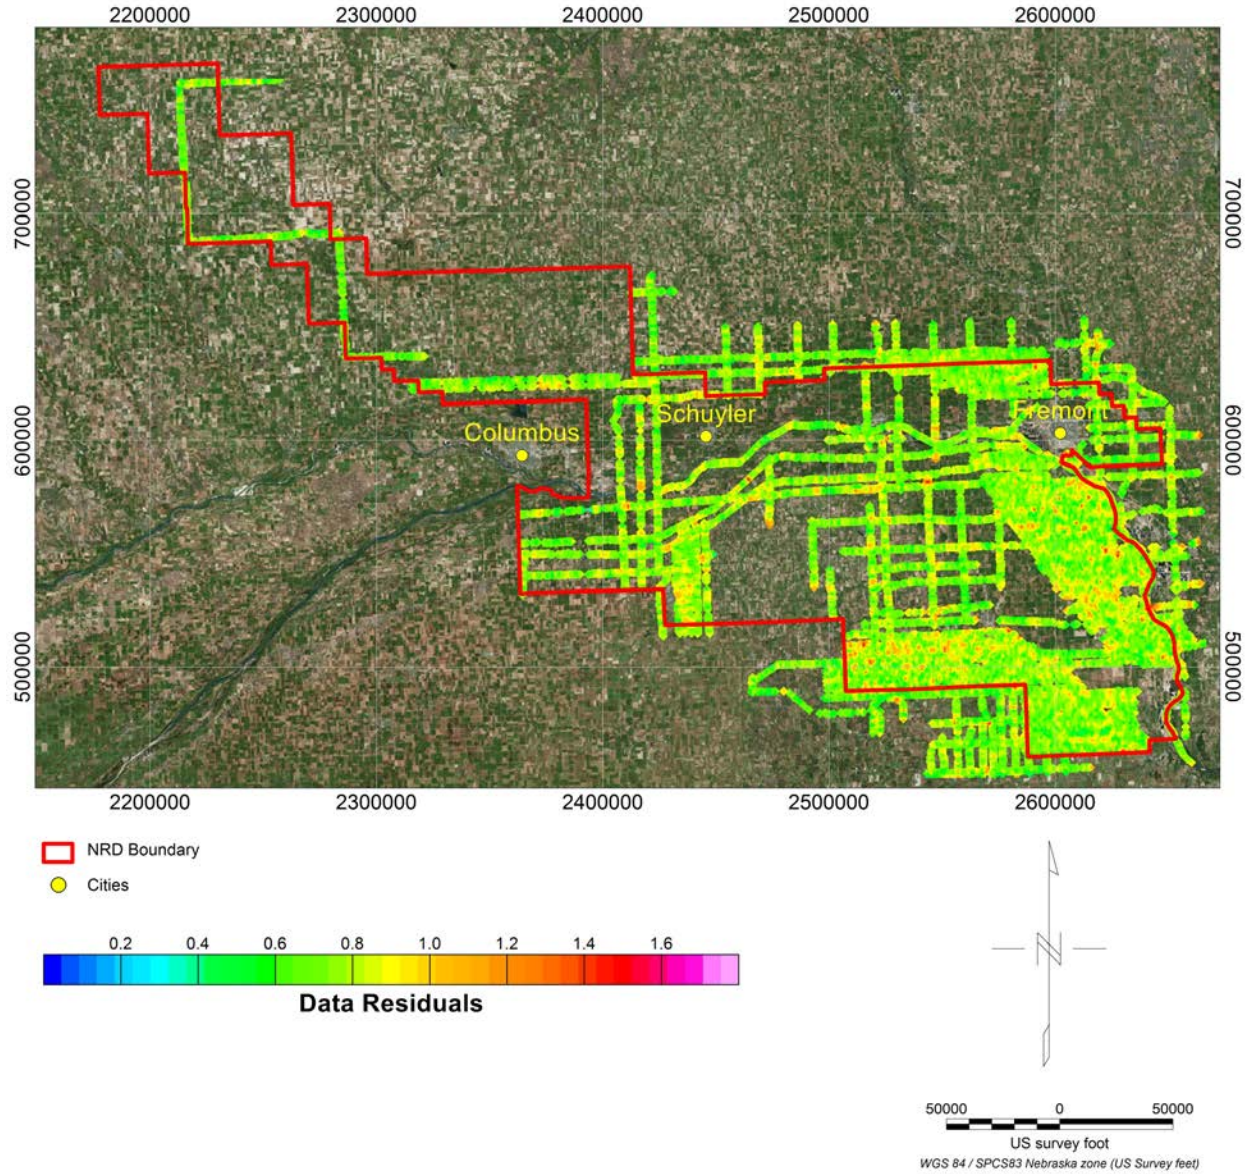 2200000 2300000 2400000 2500000 2600000
700000 700000
Schuyler Fremont
Columbus
600000 600000
500000 500000
2200000 2300000 2400000 2500000 2600000
NRD Boundary
Cities
0.2 0.4 0.6 0.8 1.0 1.2 1.4 1.6
Data Residuals
N
50000 0 50000
US survey foot
WGS 84 / SPCS83 Nebraska zone (US Survey feet)